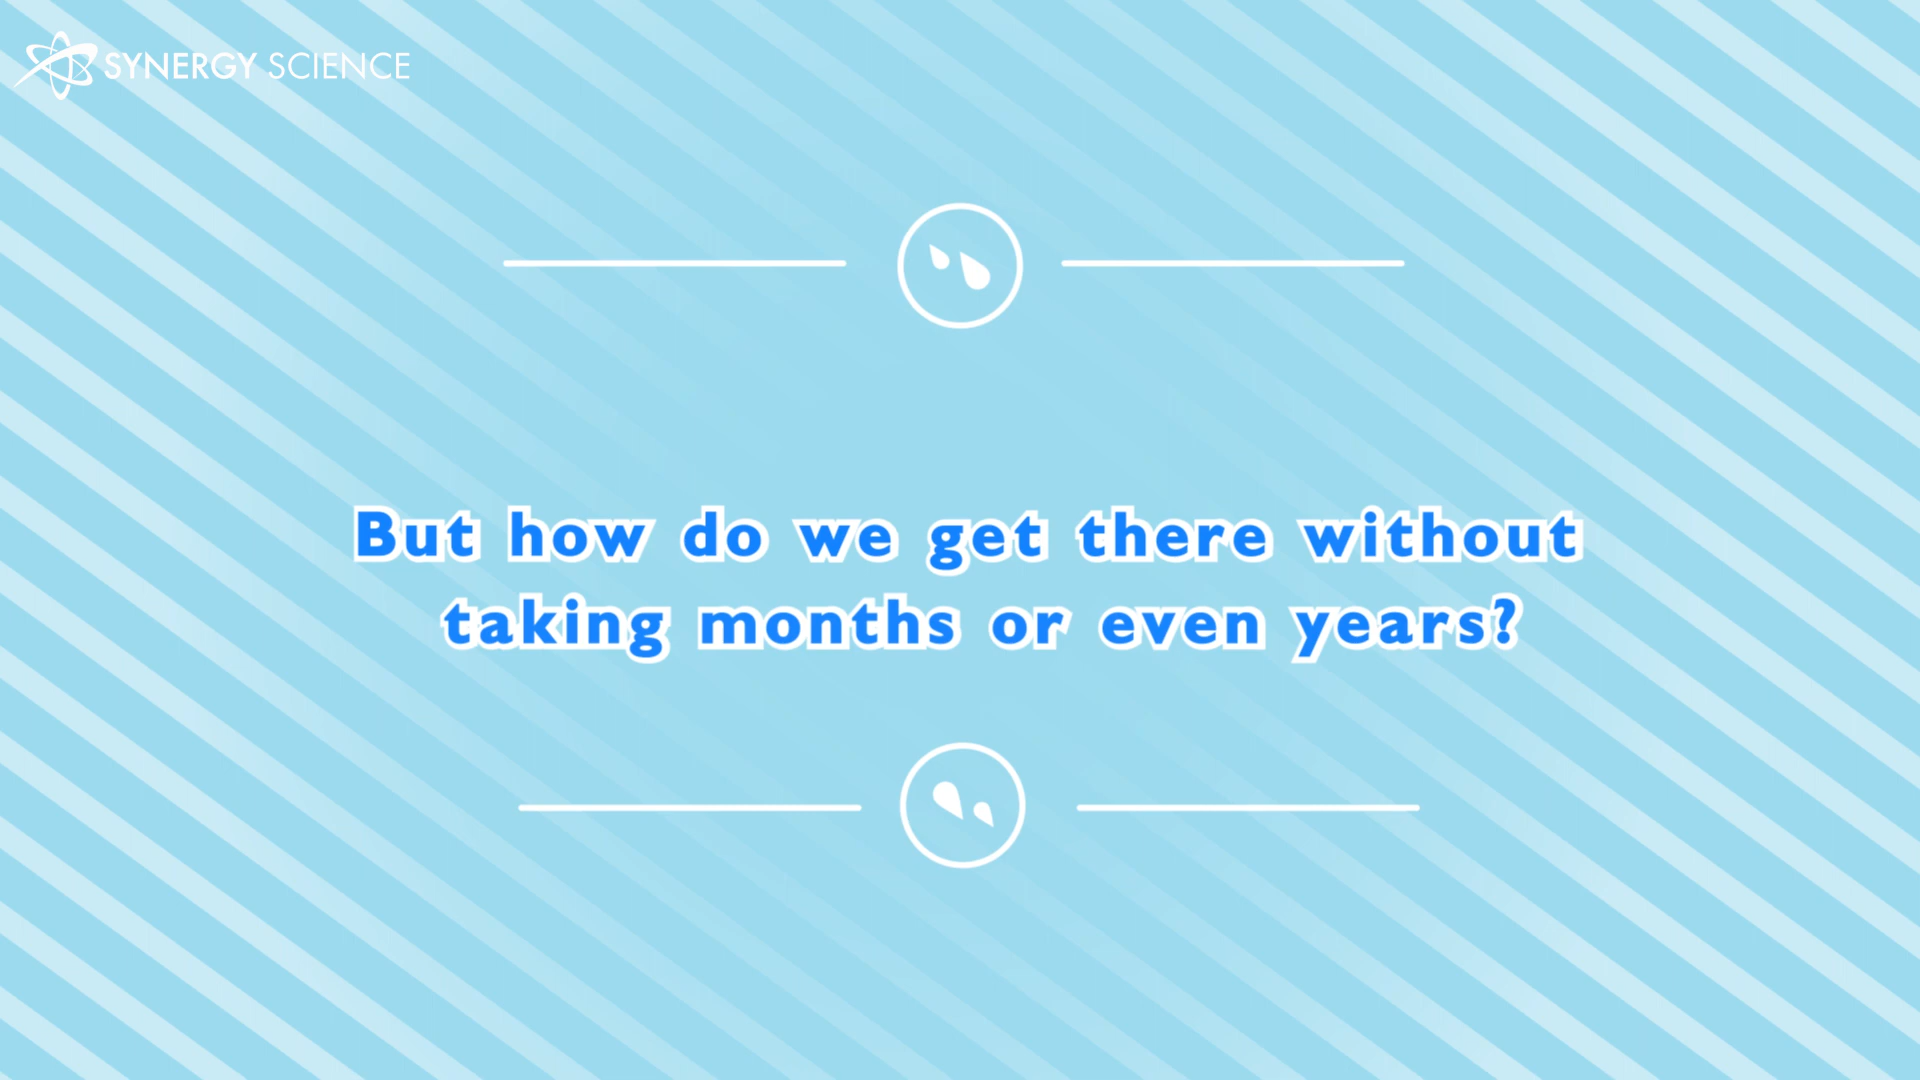 SYNERGY SCIENCE
But how do we get there without
taking months or even years?